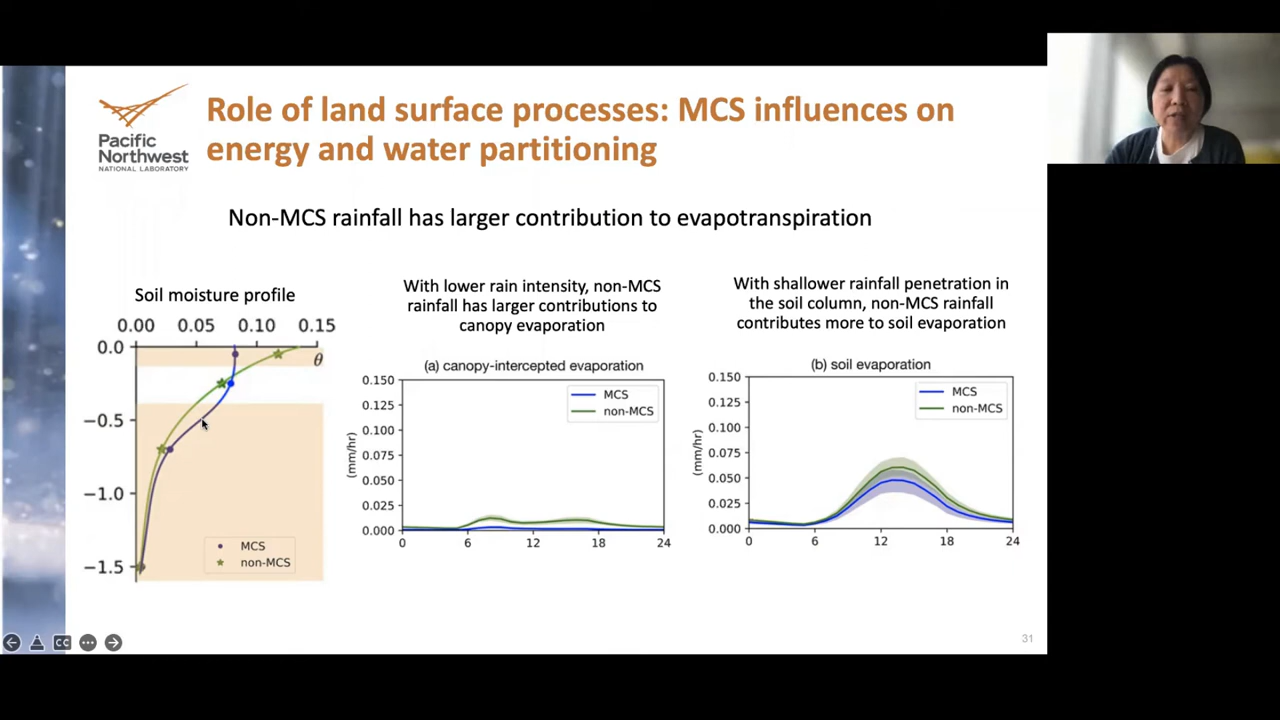 Pacific
Northwest
NATIONAL LABORATORY
Role of land surface processes: MCS influences on
energy and water partitioning
Non-MCS rainfall has larger contribution to evapotranspiration
Soil moisture profile
0.00 0.05 0.10 0.15
0.0
θ
−0.5
−1.0
−1.5
MCS
non-MCS
With lower rain intensity, non-MCS
rainfall has larger contributions to
canopy evaporation
(a) canopy-intercepted evaporation
0.150
0.125
0.100
0.075
0.050
0.025
0.000
(mm/hr)
MCS
non-MCS
0 6 12 18 24
With shallower rainfall penetration in
the soil column, non-MCS rainfall
contributes more to soil evaporation
(b) soil evaporation
0.150
0.125
0.100
0.075
0.050
0.025
0.000
(mm/hr)
MCS
non-MCS
0 6 12 18 24
CC
31